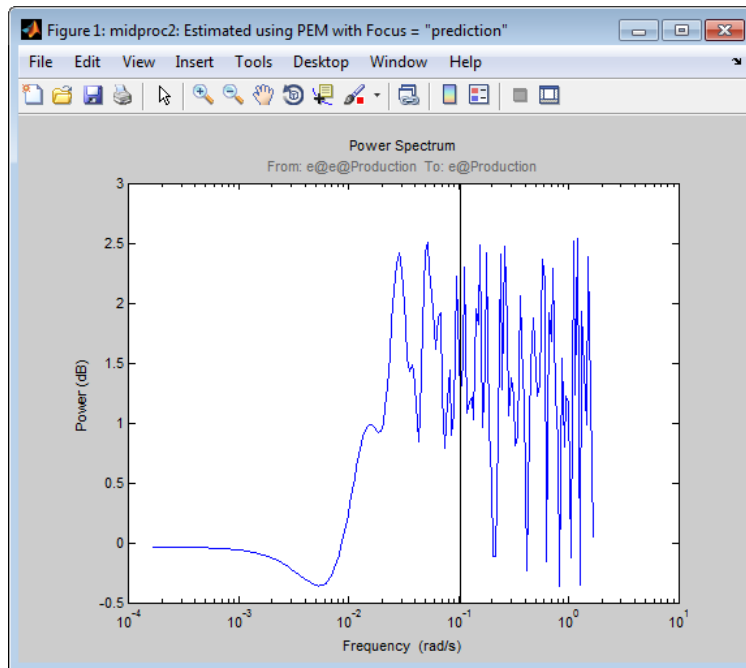 Figure 1: midproc2: Estimated using PEM with Focus = "prediction"
File Edit View Insert Tools Desktop Window Help
Power Spectrum
From: e@e@Production To: e@Production
3
2.5
2
1.5
1
0.5
0
-0.5
Power (dB)
10^-4 10^-3 10^-2 10^-1 10^0 10^1
Frequency (rad/s)